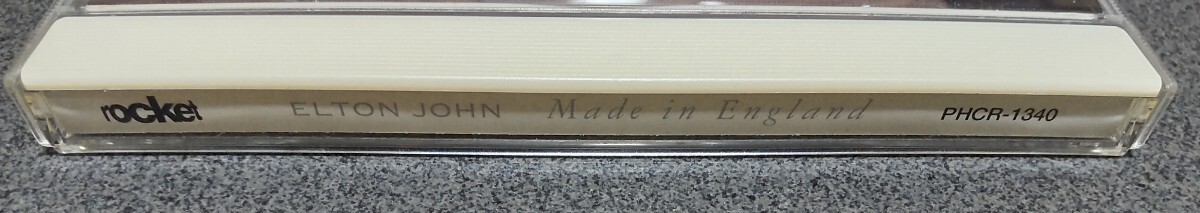 rocket ELTON JOHN Made in England PHCR-1340